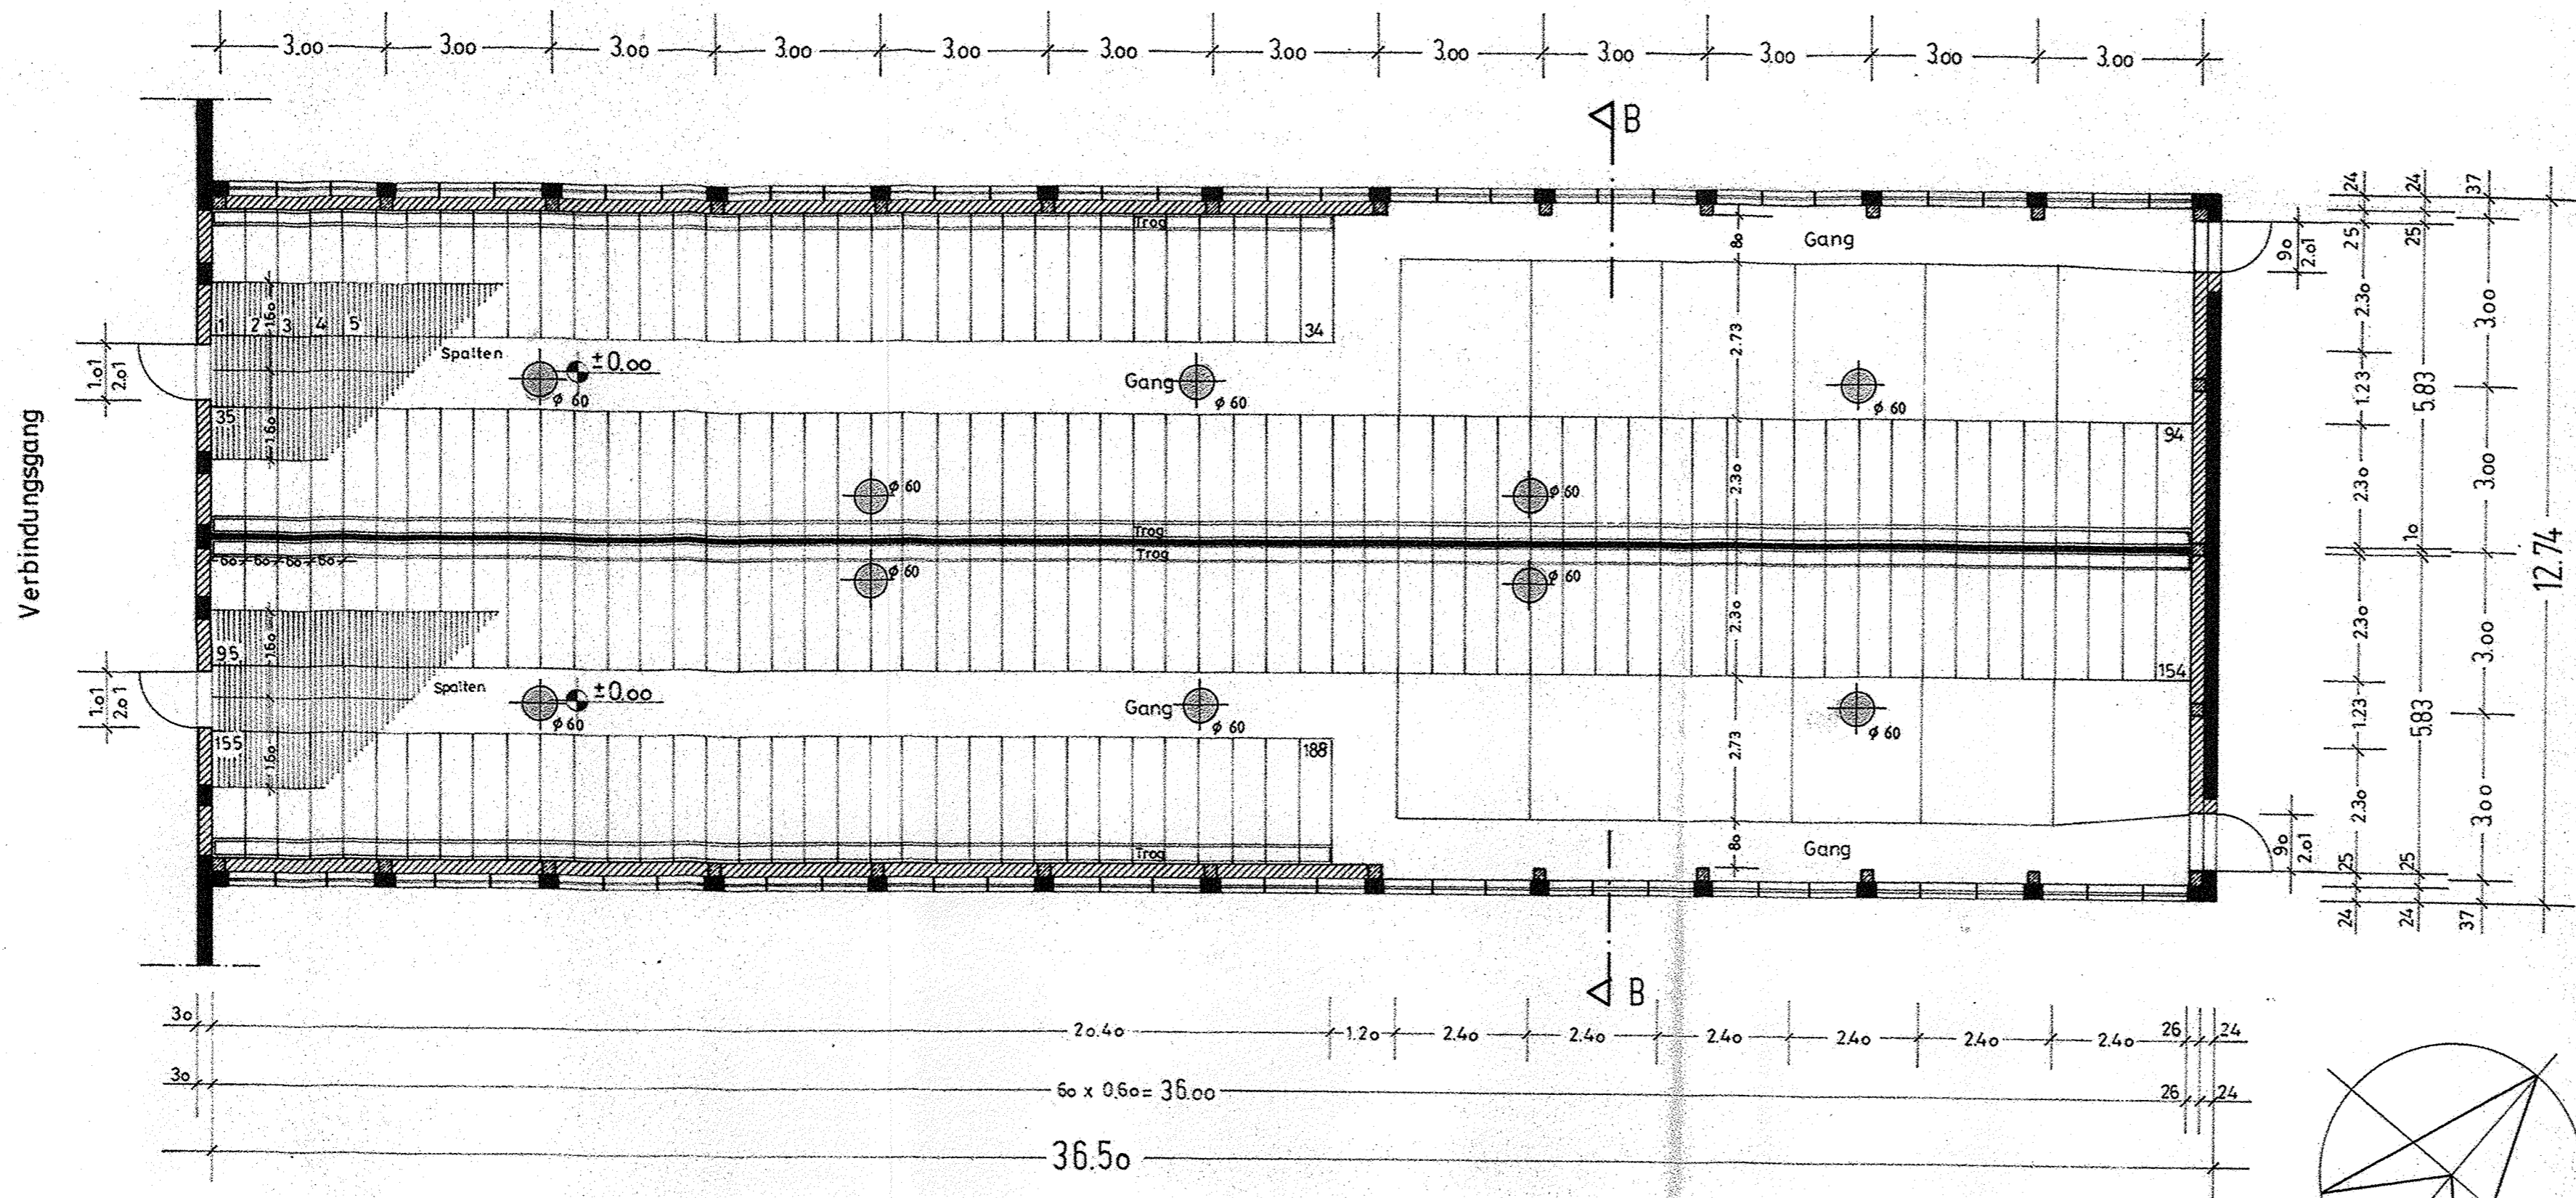 3.00 3.00 3.00 3.00 3.00 3.00 3.00 3.00 3.00 3.00 3.00 3.00
B
24 24 37
Trog
80
Gang
90
2.01
25 25
2.30
3.00
1 2 3 4 5
1.60
34
Spalten
±0.00
2.73
1.01
2.01
Gang
ø 60
ø 60
ø 60
1.23
5.83
35
1.60
94
Verbindungsgang
ø 60
ø 60
2.30
2.30
3.00
Trog
10
12.74
Trog
60 60 60 60
ø 60
ø 60
2.30
2.30
3.00
1.60
95
154
Spalten
±0.00
1.01
2.01
Gang
ø 60
ø 60
ø 60
1.23
5.83
155
188
1.60
2.73
2.30
3.00
Trog
80
Gang
90
2.01
25 25
24 24 37
B
30 20.40 1.20 2.40 2.40 2.40 2.40 2.40 2.40 26 24
30 60 x 0.60= 36.00 26 24
36.50